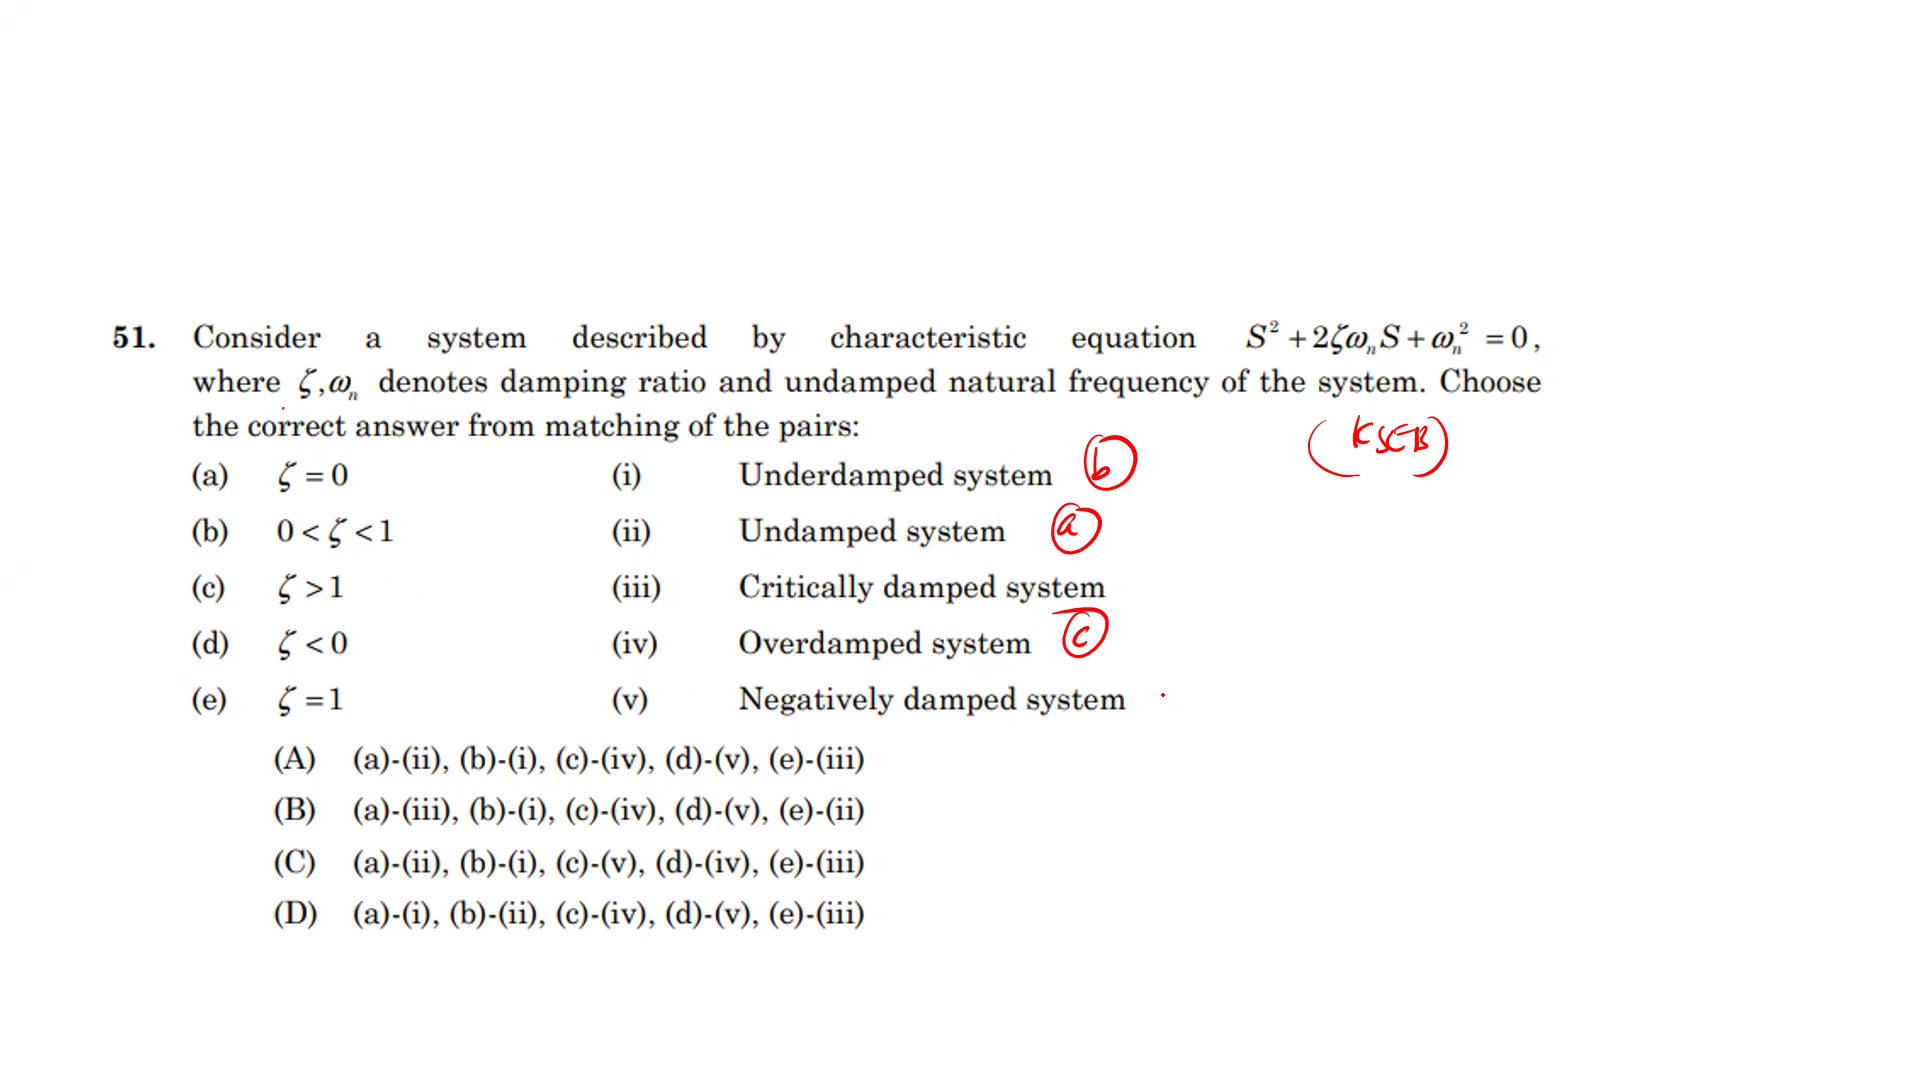 51. Consider a system described by characteristic equation S² + 2ζωₙS + ωₙ² = 0,
where ζ, ωₙ denotes damping ratio and undamped natural frequency of the system. Choose
the correct answer from matching of the pairs:
(KSEB)
(a) ζ = 0 (i) Underdamped system b
(b) 0 < ζ < 1 (ii) Undamped system a
(c) ζ > 1 (iii) Critically damped system
(d) ζ < 0 (iv) Overdamped system c
(e) ζ = 1 (v) Negatively damped system
(A) (a)-(ii), (b)-(i), (c)-(iv), (d)-(v), (e)-(iii)
(B) (a)-(iii), (b)-(i), (c)-(iv), (d)-(v), (e)-(ii)
(C) (a)-(ii), (b)-(i), (c)-(v), (d)-(iv), (e)-(iii)
(D) (a)-(i), (b)-(ii), (c)-(iv), (d)-(v), (e)-(iii)